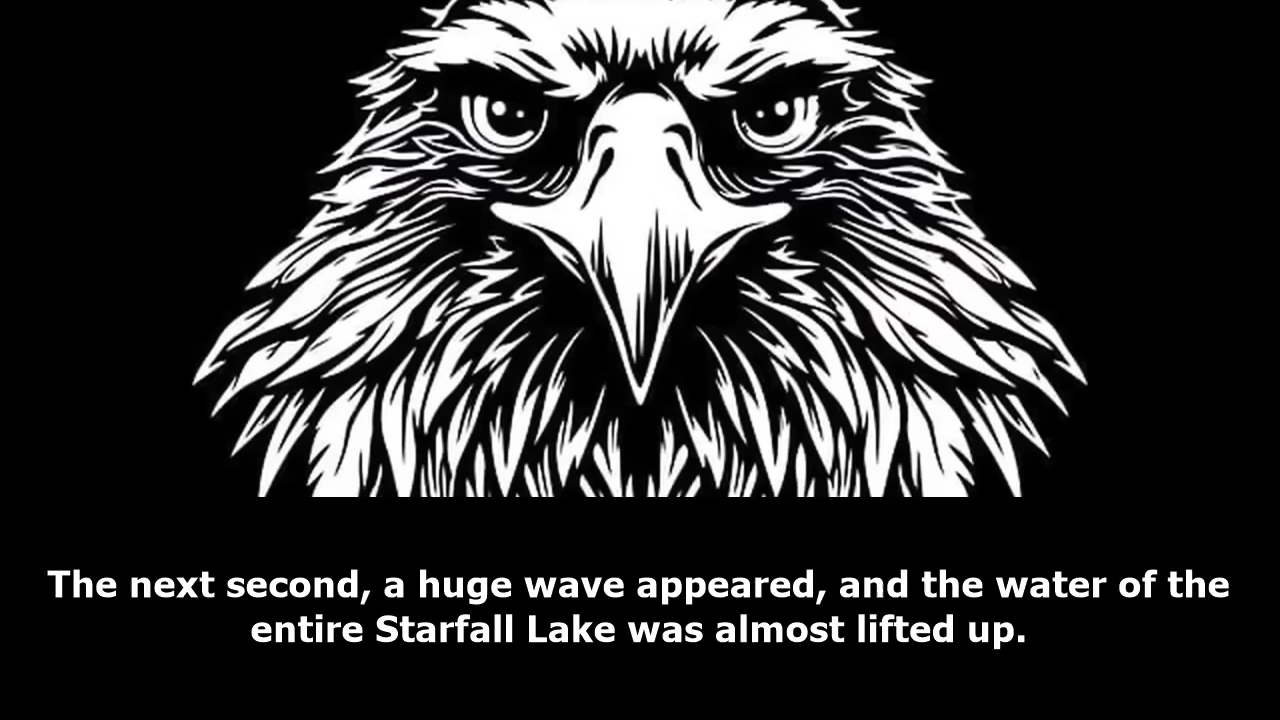 The next second, a huge wave appeared, and the water of the
entire Starfall Lake was almost lifted up.